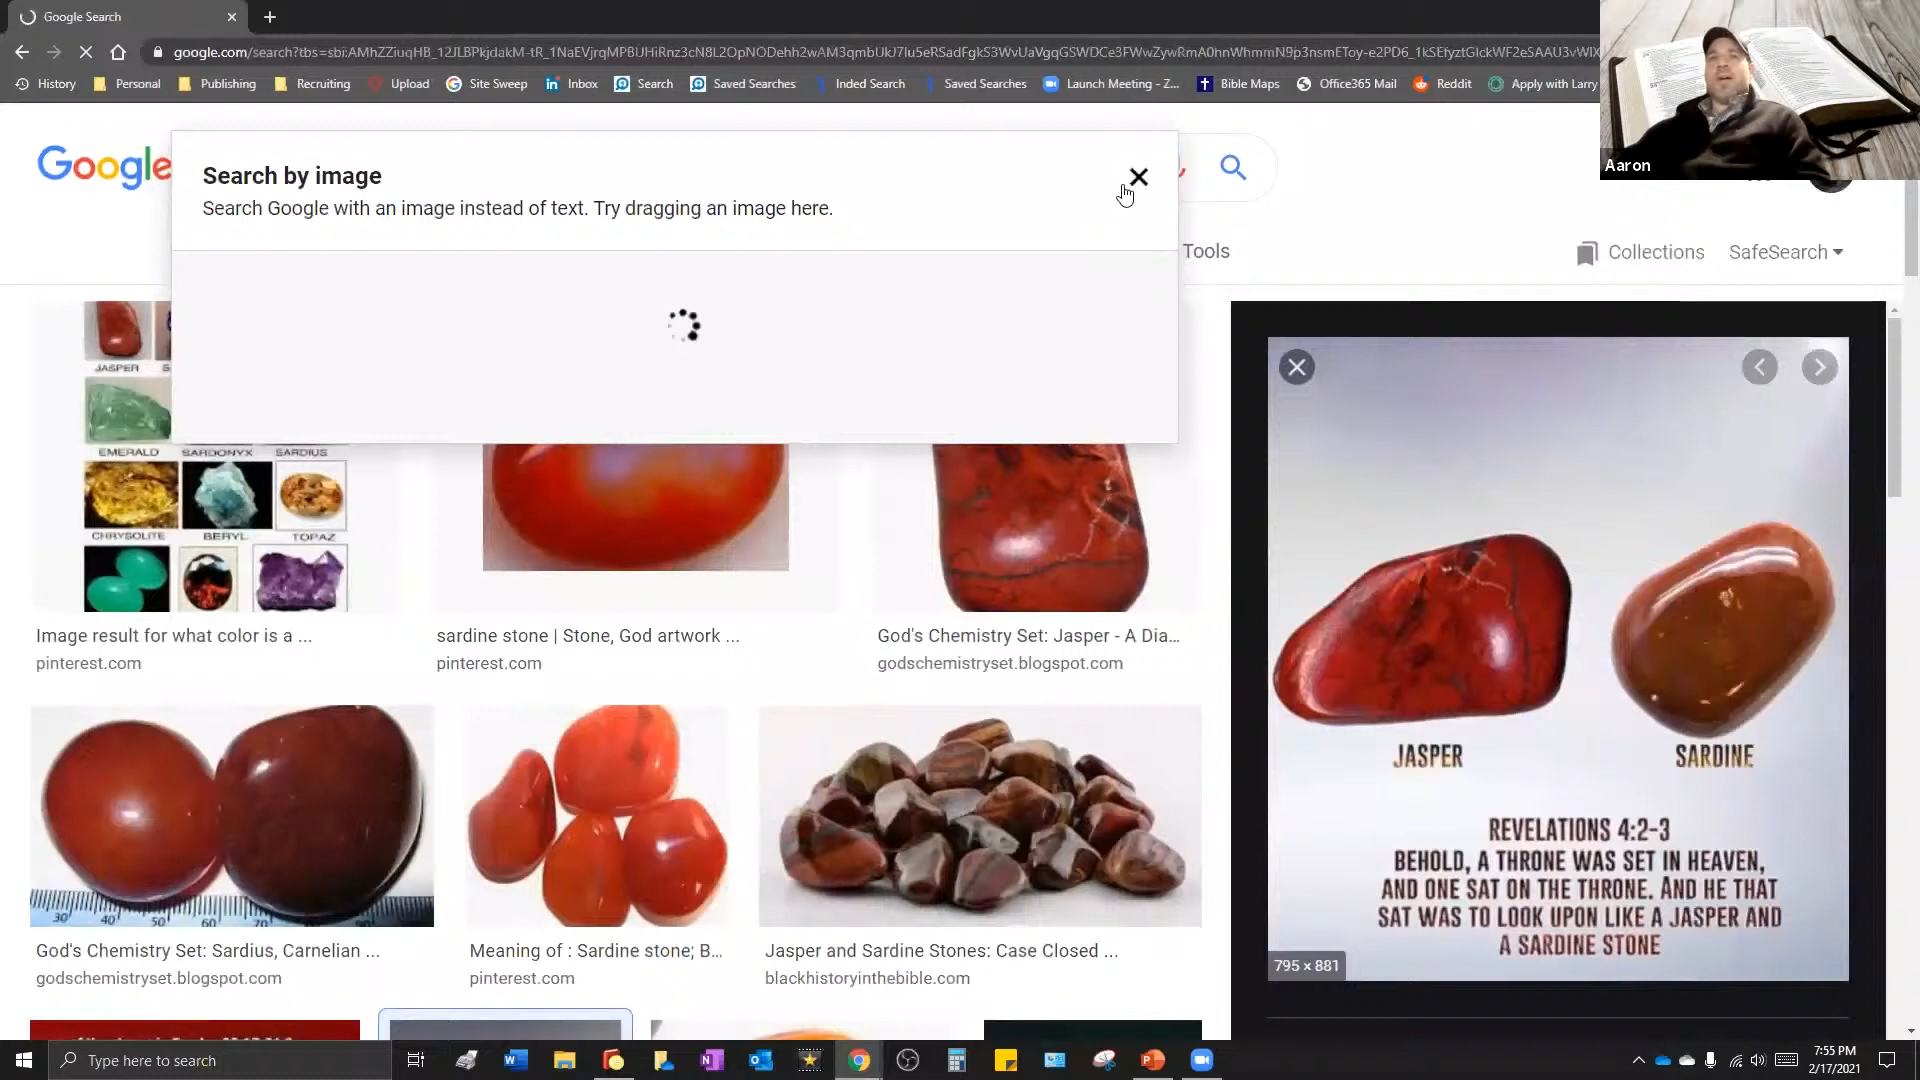 Google Search
google.com/search?tbs=sbi:
History Personal Publishing Recruiting Upload Site Sweep Inbox Search Saved Searches Inded Search Saved Searches Launch Meeting - Z... Bible Maps Office365 Mail Reddit Apply with Larry
Aaron
Google
Search by image
Search Google with an image instead of text. Try dragging an image here.
Tools
Collections SafeSearch
JASPER
EMERALD SARDONYX SARDIUS
CHRYSOLITE BERYL TOPAZ
Image result for what color is a ...
pinterest.com
sardine stone | Stone, God artwork ...
pinterest.com
God's Chemistry Set: Jasper - A Dia...
godschemistryset.blogspot.com
30 40 50 60 70
God's Chemistry Set: Sardius, Carnelian ...
godschemistryset.blogspot.com
Meaning of : Sardine stone; B...
pinterest.com
Jasper and Sardine Stones: Case Closed ...
blackhistoryinthebible.com
JASPER SARDINE
REVELATIONS 4:2-3
BEHOLD, A THRONE WAS SET IN HEAVEN,
AND ONE SAT ON THE THRONE. AND HE THAT
SAT WAS TO LOOK UPON LIKE A JASPER AND
A SARDINE STONE
795 × 881
Type here to search
7:55 PM
2/17/2021